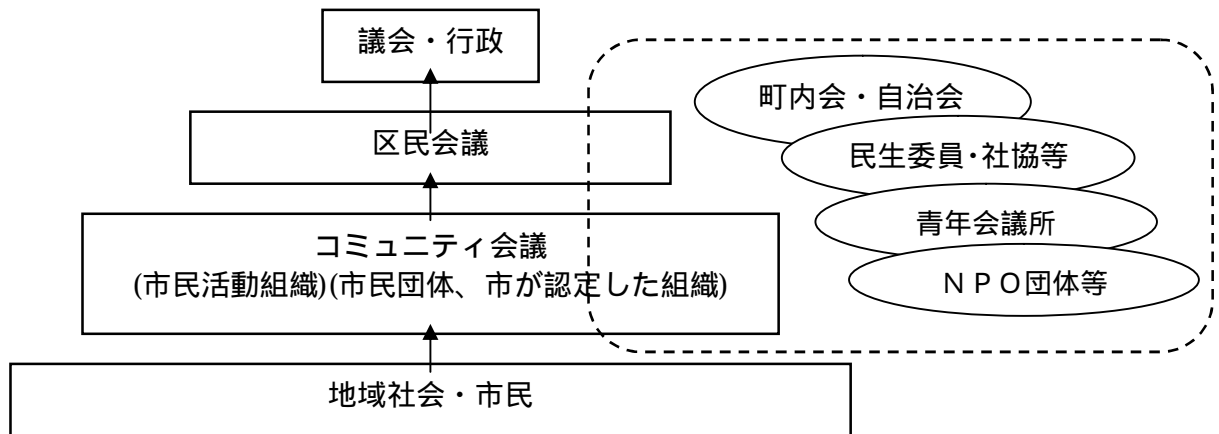 議会・行政
区民会議
コミュニティ会議
(市民活動組織)(市民団体、市が認定した組織)
地域社会・市民
町内会・自治会
民生委員･社協等
青年会議所
ＮＰＯ団体等